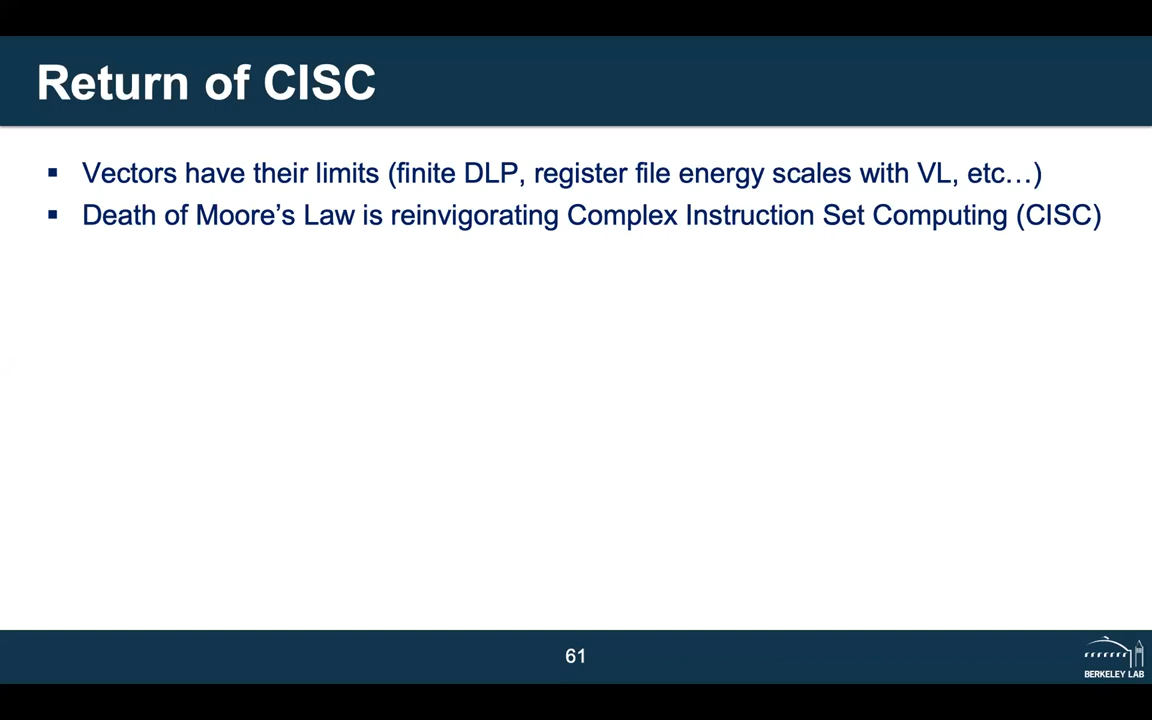 Return of CISC
▪ Vectors have their limits (finite DLP, register file energy scales with VL, etc…)
▪ Death of Moore’s Law is reinvigorating Complex Instruction Set Computing (CISC)
61
BERKELEY LAB